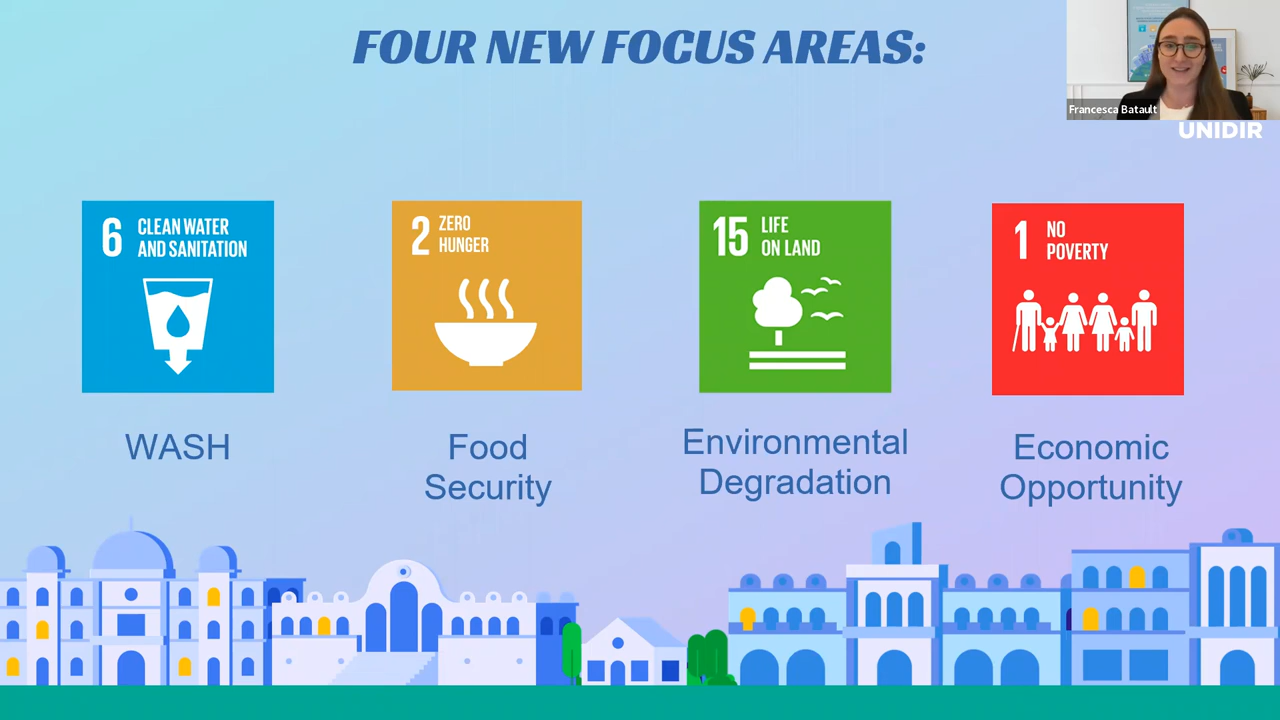 FOUR NEW FOCUS AREAS:
Francesca Batault
UNIDIR
6 CLEAN WATER
AND SANITATION
2 ZERO
HUNGER
15 LIFE
ON LAND
1 NO
POVERTY
WASH
Food
Security
Environmental
Degradation
Economic
Opportunity